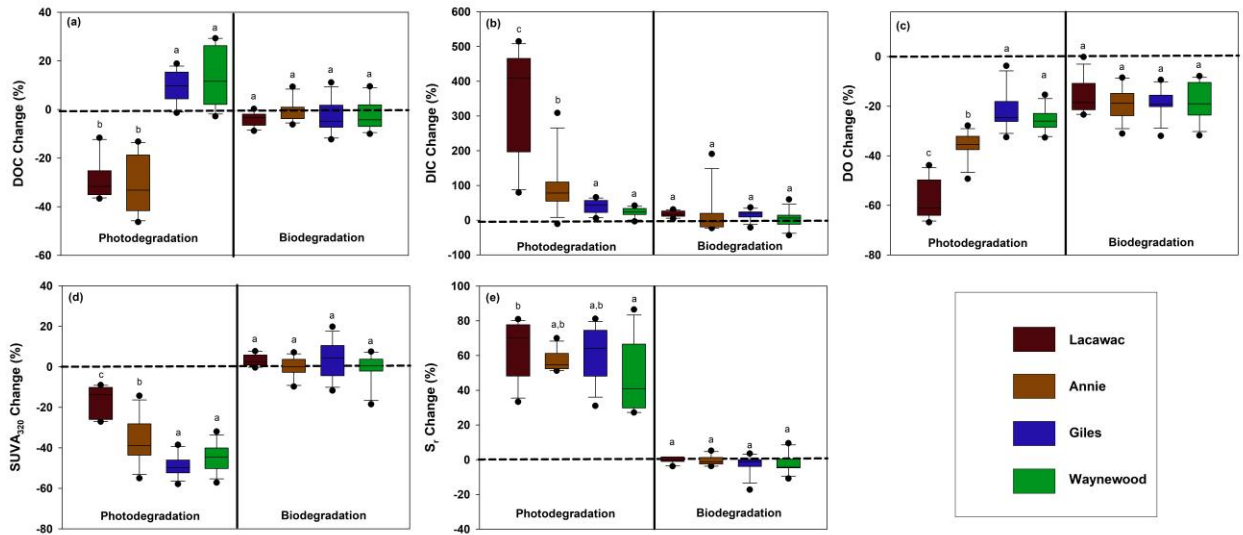 (a)
DOC Change (%)
40
20
0
-20
-40
-60
b b a a a a a a
Photodegradation Biodegradation
(b)
DIC Change (%)
600
500
400
300
200
100
0
-100
c b a a a a a a
Photodegradation Biodegradation
(c)
DO Change (%)
0
-20
-40
-60
-80
c b a a a a a a
Photodegradation Biodegradation
(d)
SUVA320 Change (%)
40
20
0
-20
-40
-60
-80
c b a a a a a a
Photodegradation Biodegradation
(e)
Sr Change (%)
100
80
60
40
20
0
-20
-40
b a,b a,b a a a a a
Photodegradation Biodegradation
Lacawac
Annie
Giles
Waynewood